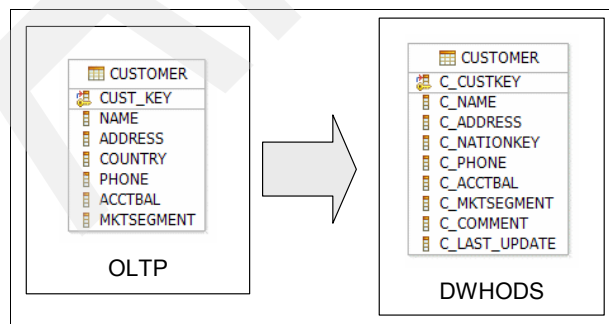 CUSTOMER
CUST_KEY
NAME
ADDRESS
COUNTRY
PHONE
ACCTBAL
MKTSEGMENT
OLTP
CUSTOMER
C_CUSTKEY
C_NAME
C_ADDRESS
C_NATIONKEY
C_PHONE
C_ACCTBAL
C_MKTSEGMENT
C_COMMENT
C_LAST_UPDATE
DWHODS